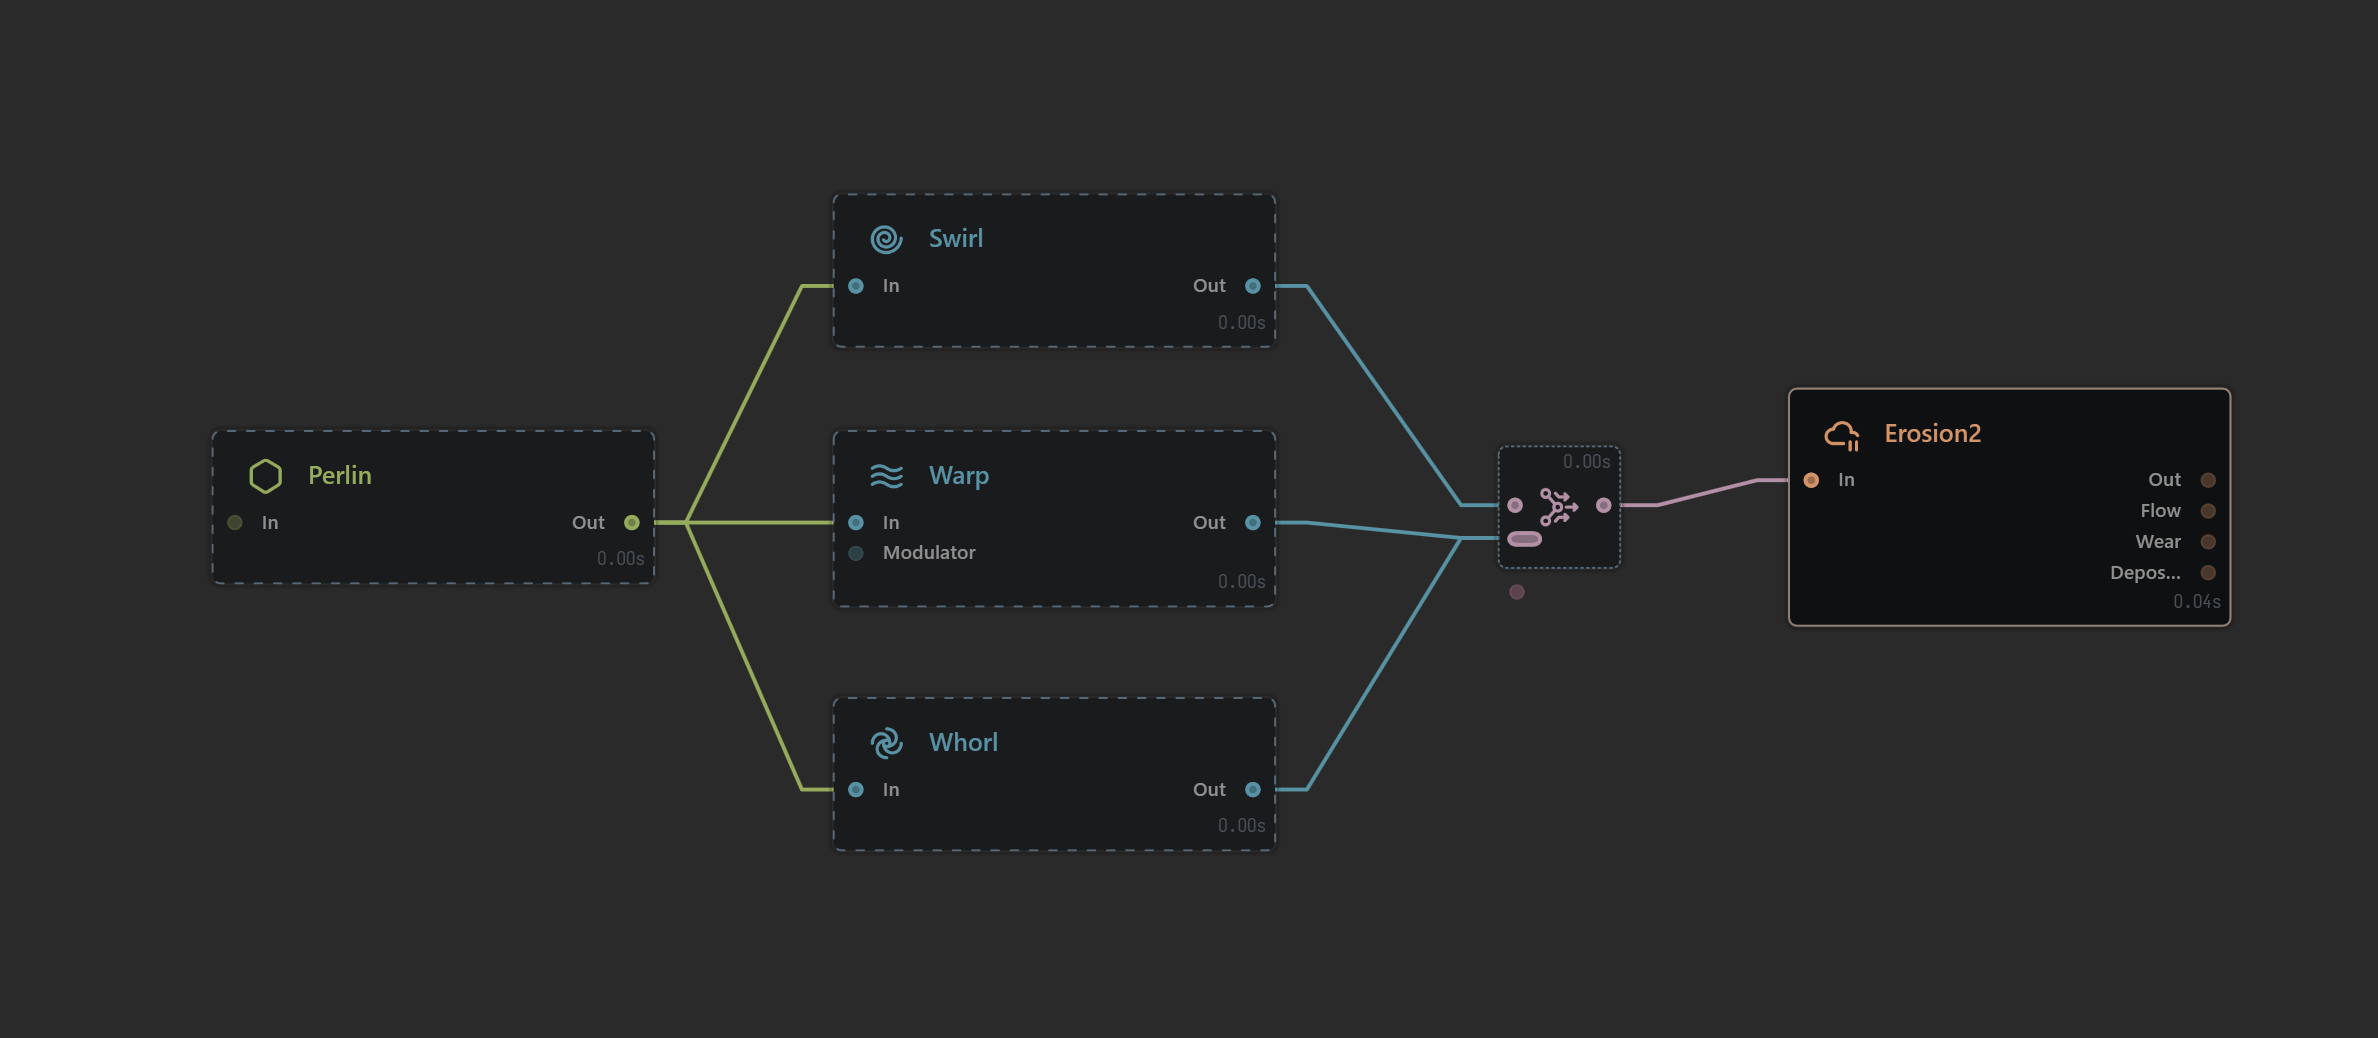 Perlin
In
Out
0.00s
Swirl
In
Out
0.00s
Warp
In
Out
Modulator
0.00s
Whorl
In
Out
0.00s
0.00s
Erosion2
In
Out
Flow
Wear
Depos...
0.04s